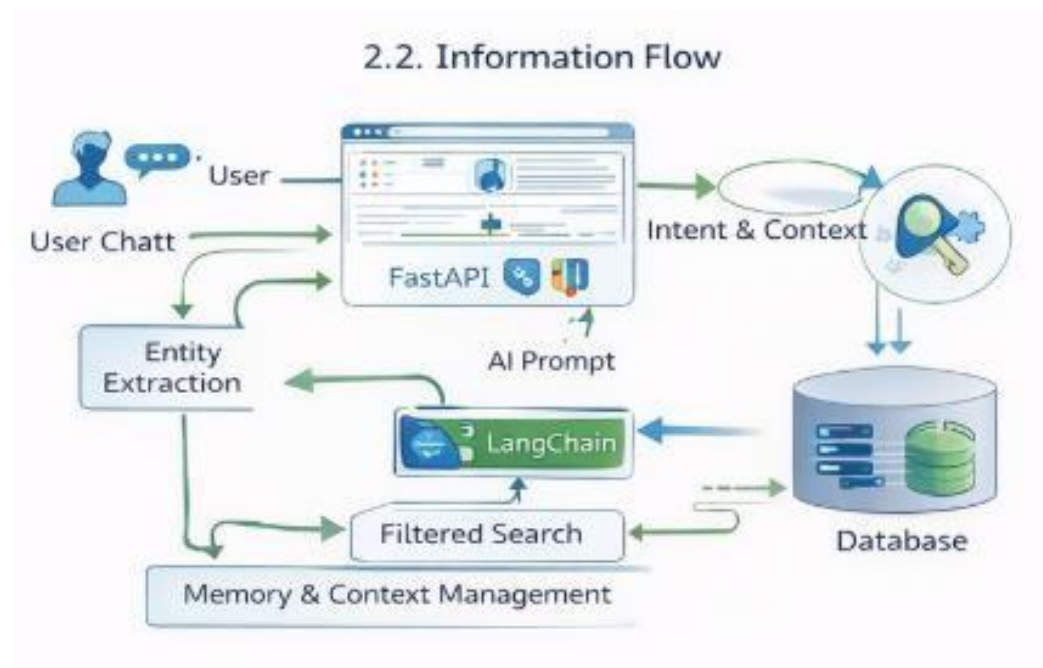 2.2. Information Flow
User
User Chatt
FastAPI
Intent & Context
AI Prompt
Entity
Extraction
LangChain
Filtered Search
Database
Memory & Context Management